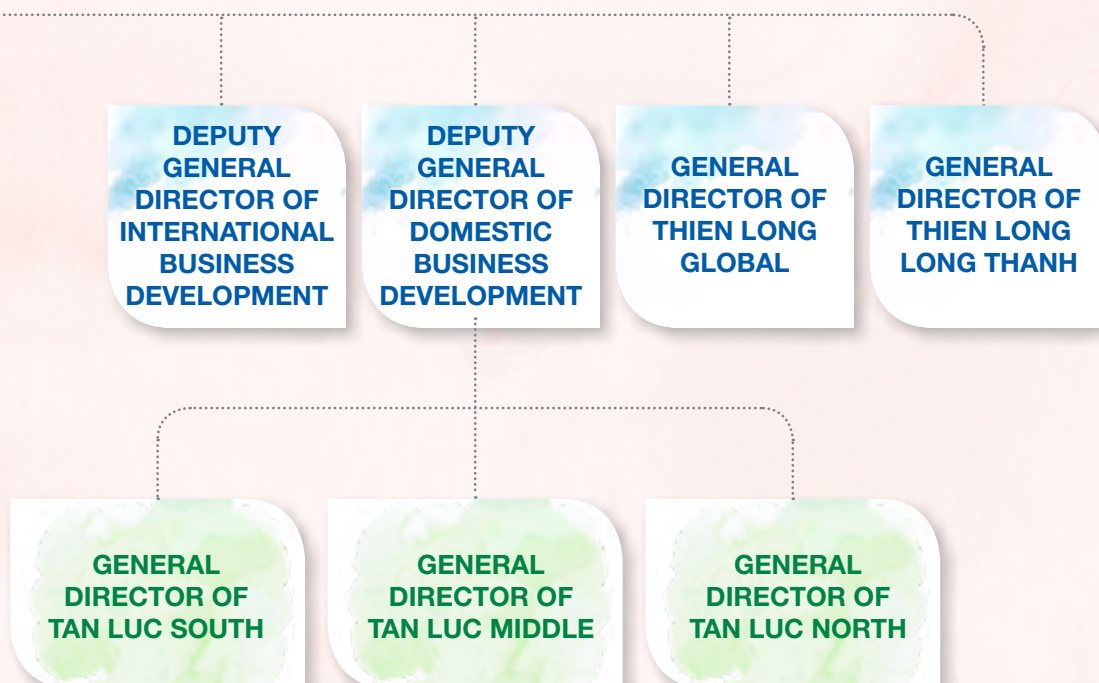 DEPUTY
GENERAL
DIRECTOR OF
INTERNATIONAL
BUSINESS
DEVELOPMENT
DEPUTY
GENERAL
DIRECTOR OF
DOMESTIC
BUSINESS
DEVELOPMENT
GENERAL
DIRECTOR OF
THIEN LONG
GLOBAL
GENERAL
DIRECTOR OF
THIEN LONG
LONG THANH
GENERAL
DIRECTOR OF
TAN LUC SOUTH
GENERAL
DIRECTOR OF
TAN LUC MIDDLE
GENERAL
DIRECTOR OF
TAN LUC NORTH